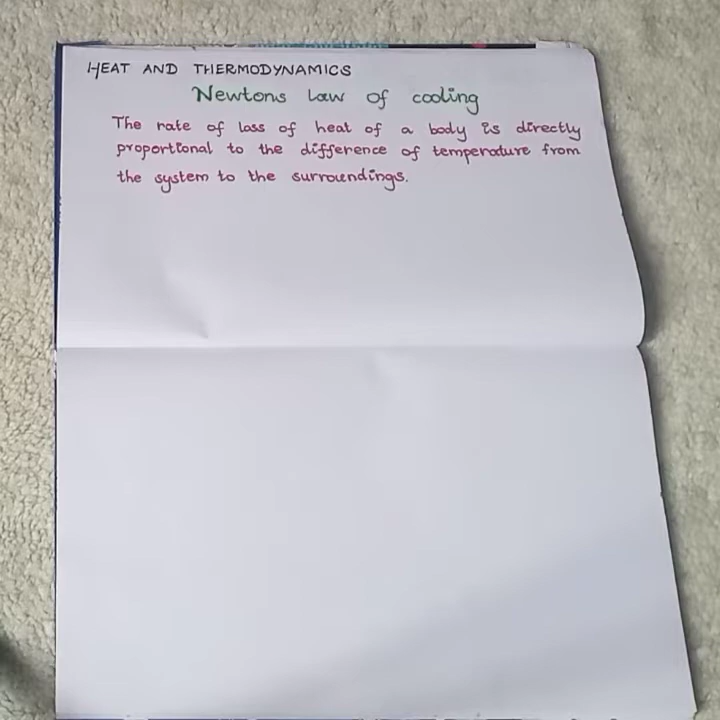 HEAT AND THERMODYNAMICS
Newtons law of cooling
The rate of loss of heat of a body is directly
proportional to the difference of temperature from
the system to the surroundings.